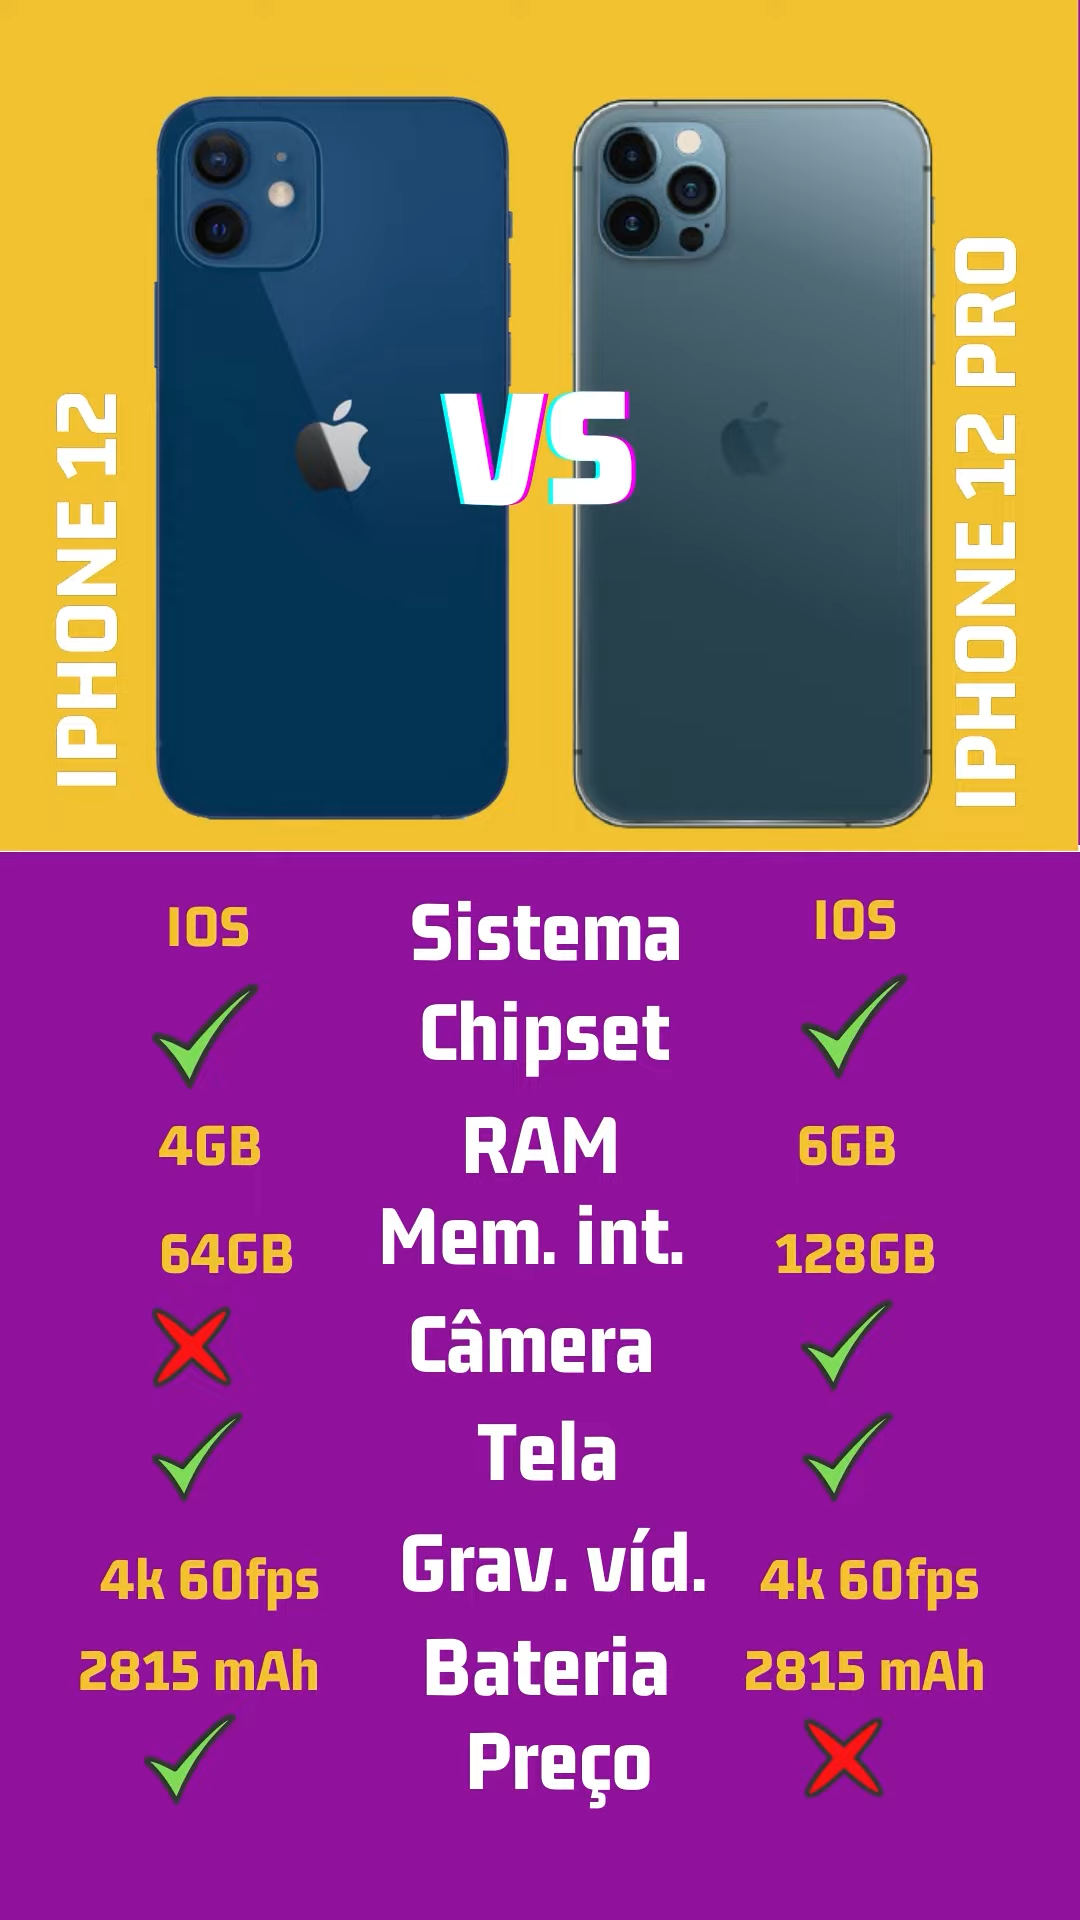 IPHONE 12
VS
IPHONE 12 PRO
IOS Sistema IOS
Chipset
4GB RAM 6GB
64GB Mem. int. 128GB
Câmera
Tela
4k 60fps Grav. víd. 4k 60fps
2815 mAh Bateria 2815 mAh
Preço